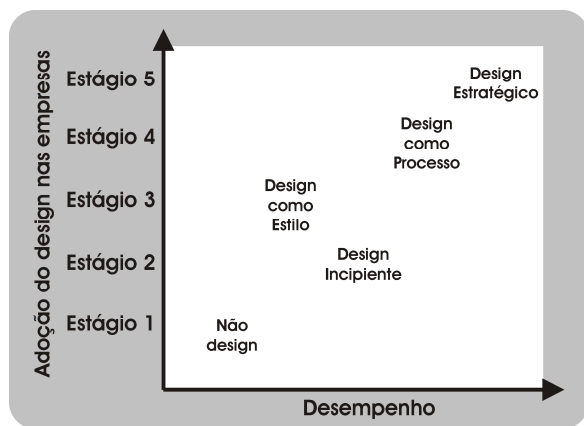 Adoção do design nas empresas
Estágio 5
Estágio 4
Estágio 3
Estágio 2
Estágio 1
Design
Estratégico
Design
como
Processo
Design
como
Estilo
Design
Incipiente
Não
design
Desempenho